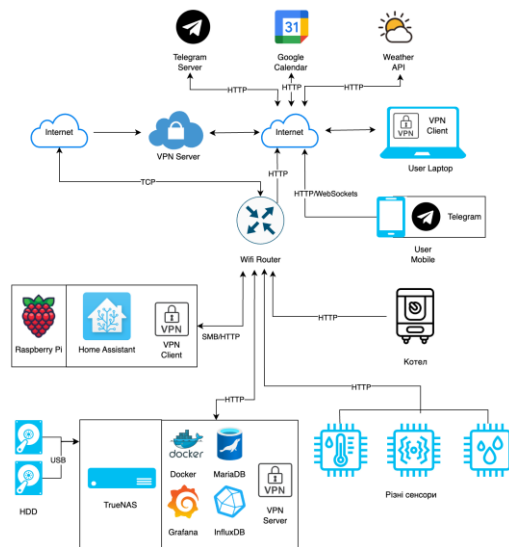 31
Telegram
Server
Google
Calendar
Weather
API
HTTP
HTTP
HTTP
Internet
VPN Server
Internet
VPN
VPN
Client
User Laptop
TCP
HTTP
HTTP/WebSockets
Telegram
User
Mobile
Wifi Router
Raspberry Pi
Home Assistant
VPN
VPN
Client
SMB/HTTP
HTTP
Котел
HTTP
HTTP
USB
HDD
TrueNAS
docker
Docker
MariaDB
VPN
VPN
Server
Grafana
InfluxDB
Різні сенсори